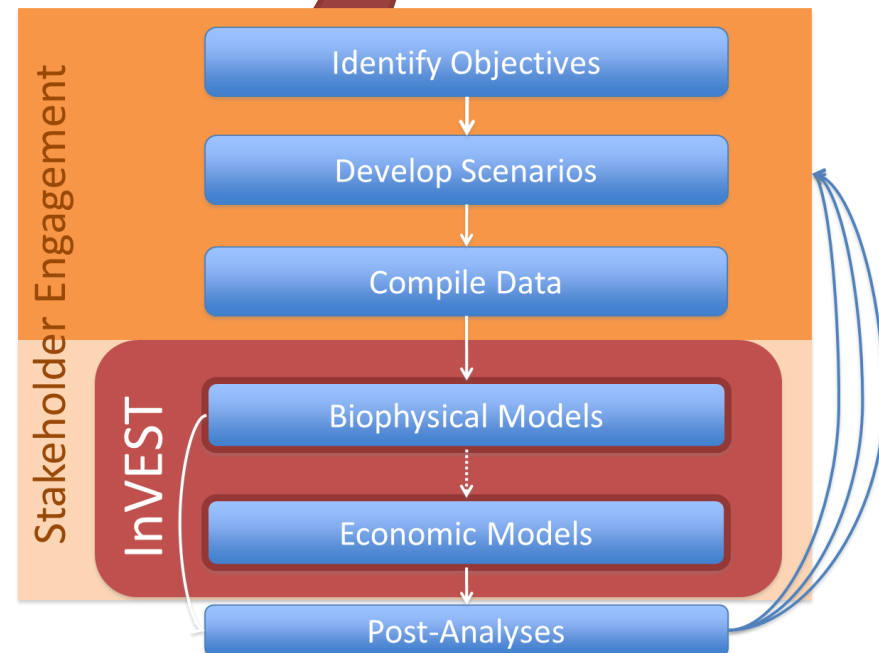 Stakeholder Engagement
Identify Objectives
Develop Scenarios
Compile Data
InVEST
Biophysical Models
Economic Models
Post-Analyses